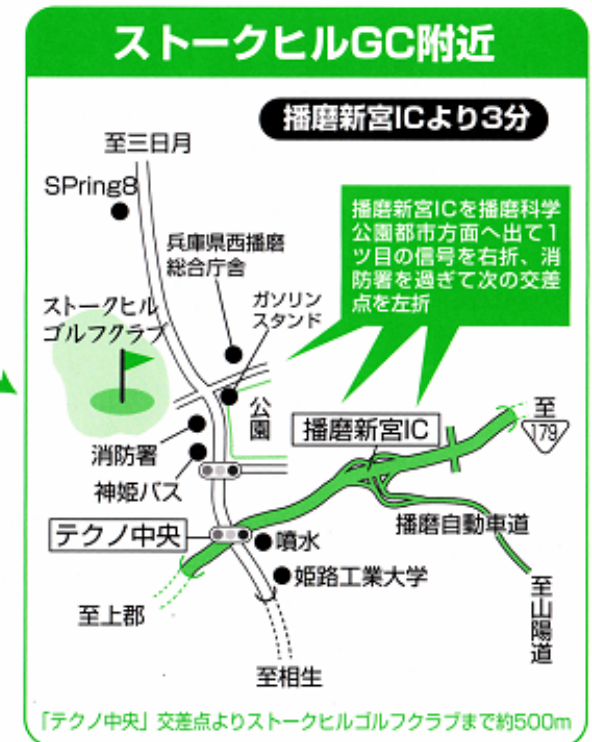 ストークヒルGC附近
播磨新宮ICより3分
至三日月
SPring8
播磨新宮ICを播磨科学
公園都市方面へ出て1
ツ目の信号を右折、消
防署を過ぎて次の交差
点を左折
兵庫県西播磨
総合庁舎
ガソリン
スタンド
ストークヒル
ゴルフクラブ
公園
至
179
播磨新宮IC
消防署
神姫バス
テクノ中央
噴水
播磨自動車道
姫路工業大学
至山陽道
至上郡
至相生
「テクノ中央」交差点よりストークヒルゴルフクラブまで約500m